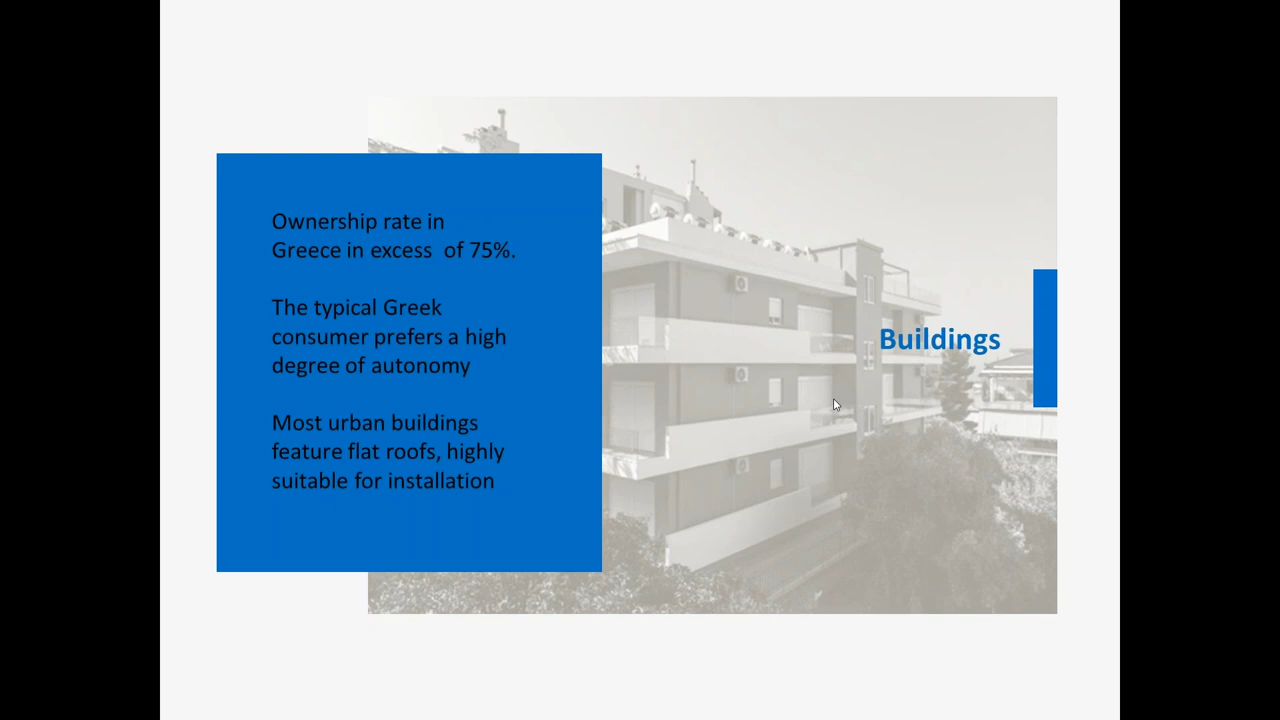 Ownership rate in
Greece in excess  of 75%.
The typical Greek
consumer prefers a high
degree of autonomy
Most urban buildings
feature flat roofs, highly
suitable for installation
Buildings